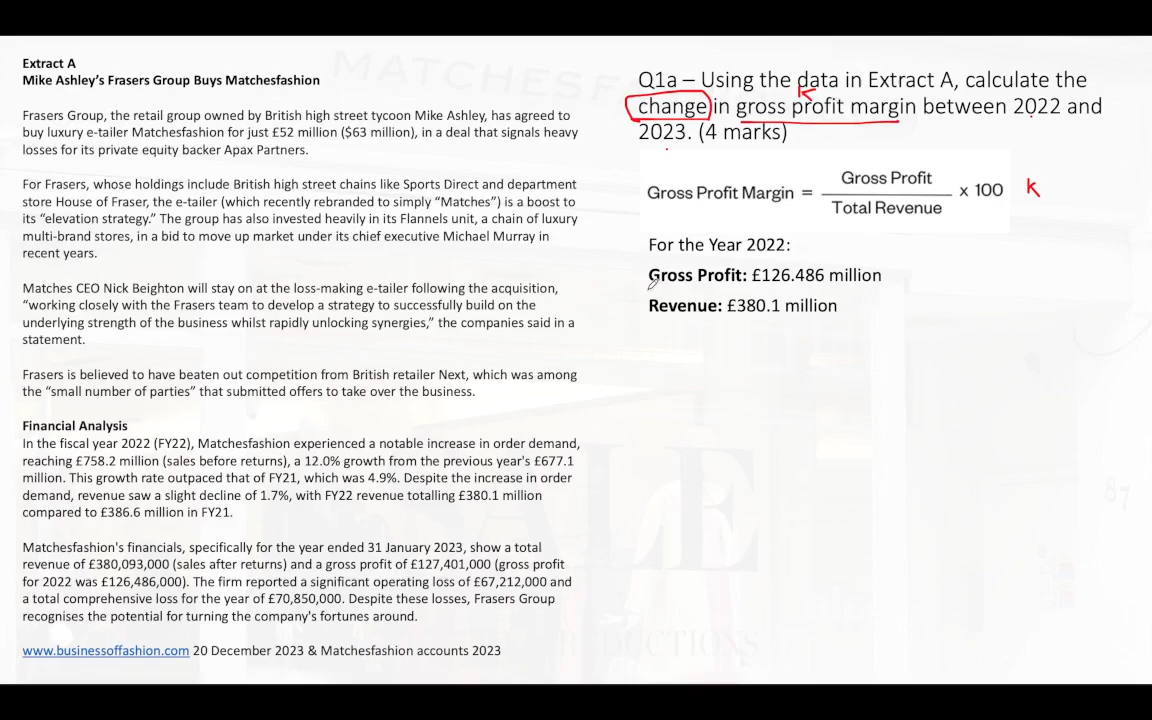 MATCHESF
Extract A
Mike Ashley's Frasers Group Buys Matchesfashion
Frasers Group, the retail group owned by British high street tycoon Mike Ashley, has agreed to
buy luxury e-tailer Matchesfashion for just £52 million ($63 million), in a deal that signals heavy
losses for its private equity backer Apax Partners.
For Frasers, whose holdings include British high street chains like Sports Direct and department
store House of Fraser, the e-tailer (which recently rebranded to simply "Matches") is a boost to
its "elevation strategy." The group has also invested heavily in its Flannels unit, a chain of luxury
multi-brand stores, in a bid to move up market under its chief executive Michael Murray in
recent years.
Matches CEO Nick Beighton will stay on at the loss-making e-tailer following the acquisition,
"working closely with the Frasers team to develop a strategy to successfully build on the
underlying strength of the business whilst rapidly unlocking synergies," the companies said in a
statement.
Frasers is believed to have beaten out competition from British retailer Next, which was among
the "small number of parties" that submitted offers to take over the business.
Financial Analysis
In the fiscal year 2022 (FY22), Matchesfashion experienced a notable increase in order demand,
reaching £758.2 million (sales before returns), a 12.0% growth from the previous year's £677.1
million. This growth rate outpaced that of FY21, which was 4.9%. Despite the increase in order
demand, revenue saw a slight decline of 1.7%, with FY22 revenue totalling £380.1 million
compared to £386.6 million in FY21.
Matchesfashion's financials, specifically for the year ended 31 January 2023, show a total
revenue of £380,093,000 (sales after returns) and a gross profit of £127,401,000 (gross profit
for 2022 was £126,486,000). The firm reported a significant operating loss of £67,212,000 and
a total comprehensive loss for the year of £70,850,000. Despite these losses, Frasers Group
recognises the potential for turning the company's fortunes around.
www.businessoffashion.com 20 December 2023 & Matchesfashion accounts 2023
Q1a – Using the data in Extract A, calculate the
k
change in gross profit margin between 2022 and
2023. (4 marks)
Gross Profit Margin = Gross Profit
Total Revenue x 100 k
For the Year 2022:
Gross Profit: £126.486 million
Revenue: £380.1 million
SALE
REDUCTIONS
87